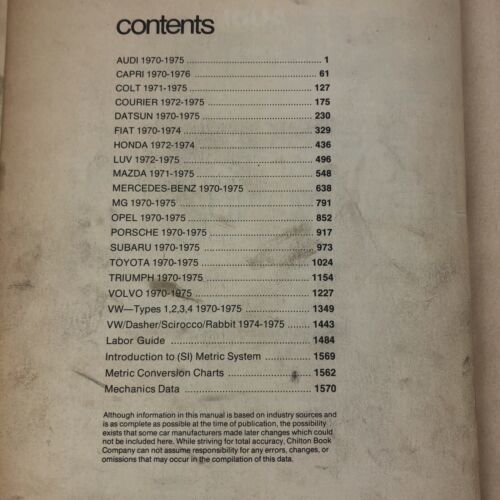 contents
AUDI 1970-1975 ........ 1
CAPRI 1970-1976 ........ 61
COLT 1971-1975 ........ 127
COURIER 1972-1975 ........ 175
DATSUN 1970-1975 ........ 230
FIAT 1970-1974 ........ 329
HONDA 1972-1974 ........ 436
LUV 1972-1975 ........ 496
MAZDA 1971-1975 ........ 548
MERCEDES-BENZ 1970-1975 ........ 638
MG 1970-1975 ........ 791
OPEL 1970-1975 ........ 852
PORSCHE 1970-1975 ........ 917
SUBARU 1970-1975 ........ 973
TOYOTA 1970-1975 ........ 1024
TRIUMPH 1970-1975 ........ 1154
VOLVO 1970-1975 ........ 1227
VW—Types 1,2,3,4 1970-1975 ........ 1349
VW/Dasher/Scirocco/Rabbit 1974-1975 ....... 1443
Labor Guide ........ 1484
Introduction to (SI) Metric System ........ 1569
Metric Conversion Charts ........ 1562
Mechanics Data ........ 1570
Although information in this manual is based on industry sources and
is as complete as possible at the time of publication, the possibility
exists that some car manufacturers made later changes which could
not be included here. While striving for total accuracy, Chilton Book
Company can not assume responsibility for any errors, changes, or
omissions that may occur in the compilation of this data.